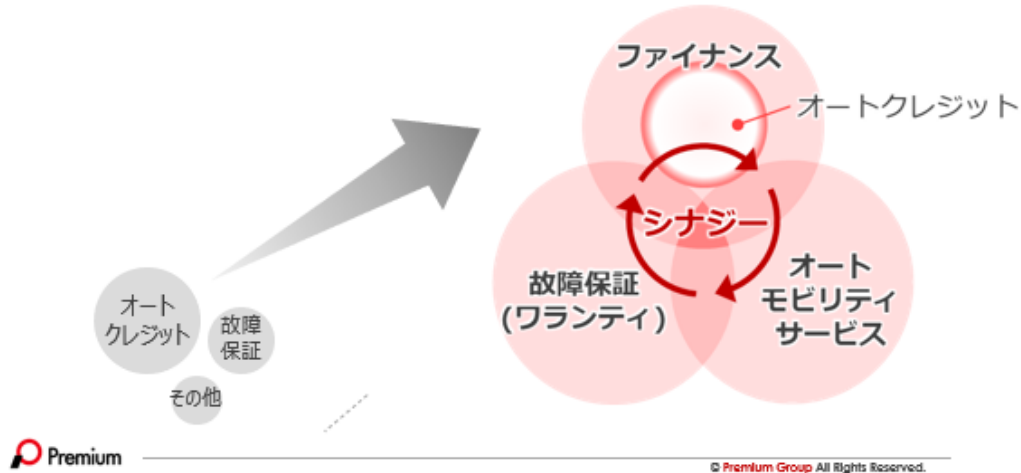 ファイナンス
オートクレジット
シナジー
故障保証
(ワランティ)
オート
モビリティ
サービス
オート
クレジット
故障
保証
その他
Premium
© Premium Group All Rights Reserved.